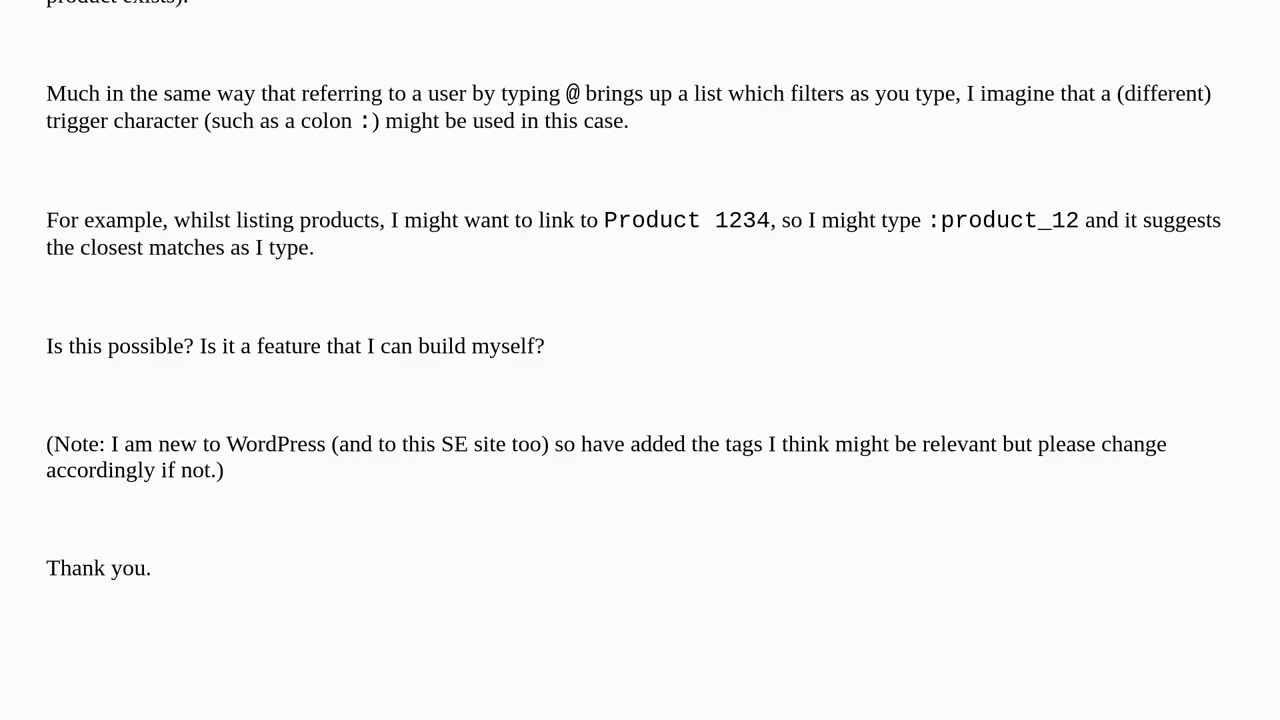 product exists).
Much in the same way that referring to a user by typing @ brings up a list which filters as you type, I imagine that a (different)
trigger character (such as a colon :) might be used in this case.
For example, whilst listing products, I might want to link to Product 1234, so I might type :product_12 and it suggests
the closest matches as I type.
Is this possible? Is it a feature that I can build myself?
(Note: I am new to WordPress (and to this SE site too) so have added the tags I think might be relevant but please change
accordingly if not.)
Thank you.